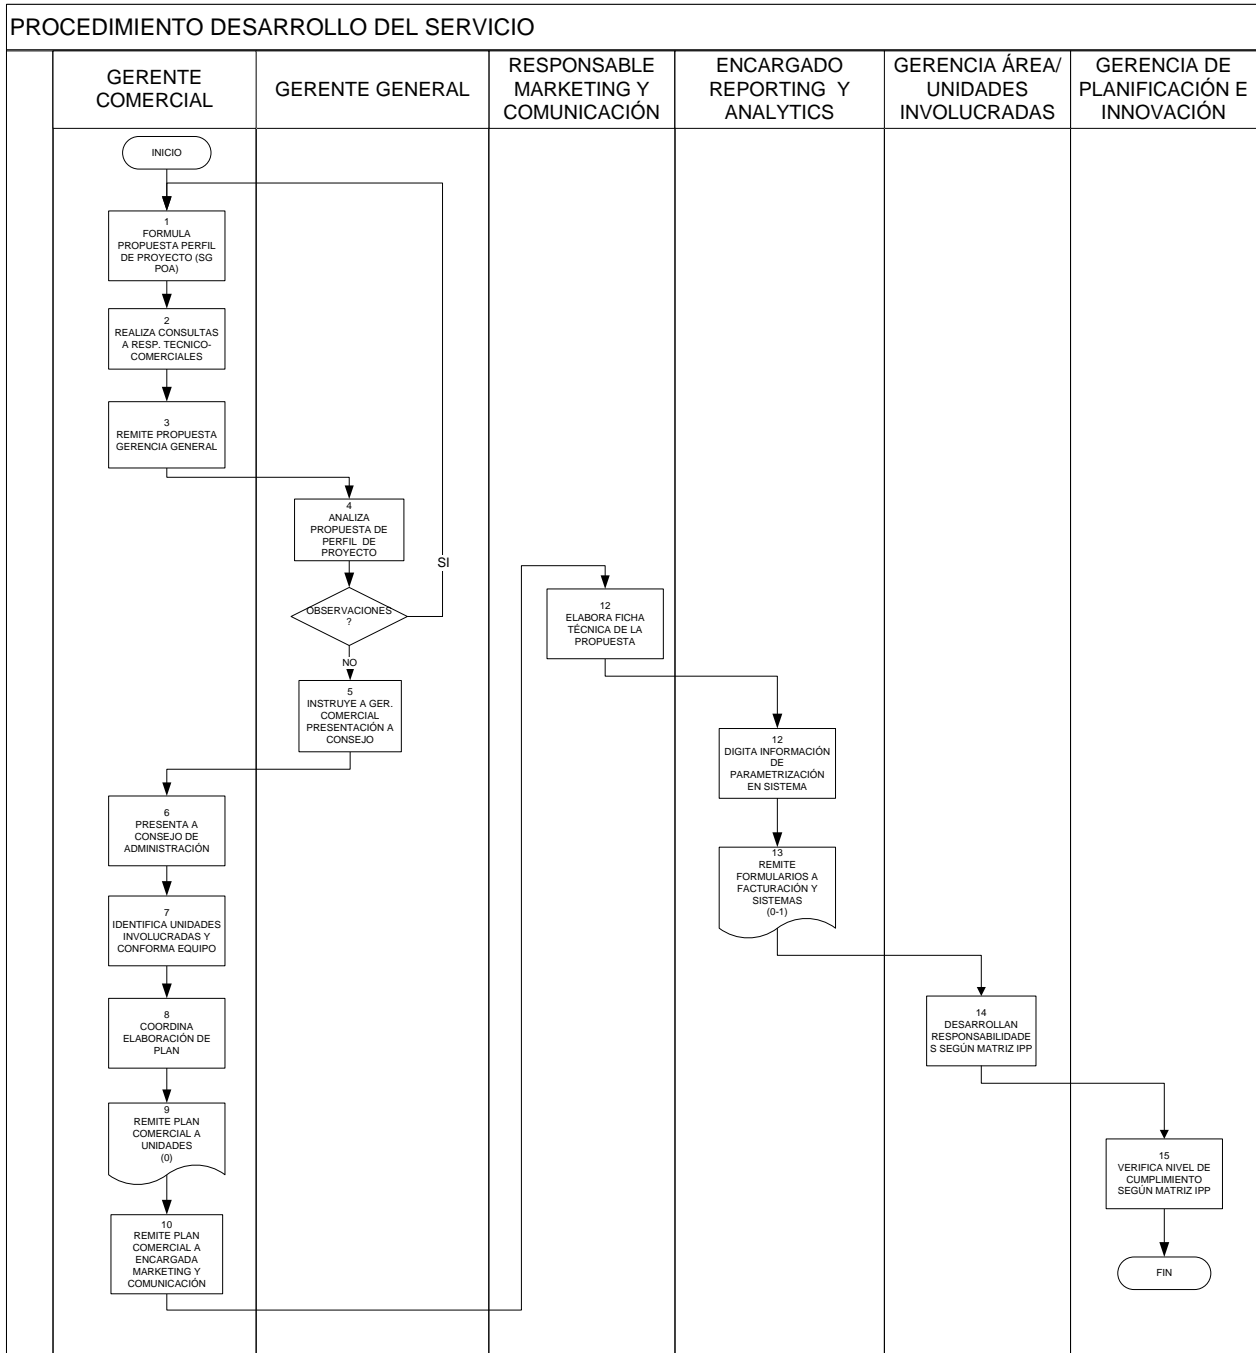 PROCEDIMIENTO DESARROLLO DEL SERVICIO
GERENTE
COMERCIAL
GERENTE GENERAL
RESPONSABLE
MARKETING Y
COMUNICACIÓN
ENCARGADO
REPORTING Y
ANALYTICS
GERENCIA ÁREA/
UNIDADES
INVOLUCRADAS
GERENCIA DE
PLANIFICACIÓN E
INNOVACIÓN
INICIO
1
FORMULA
PROPUESTA PERFIL
DE PROYECTO (SG
POA)
2
REALIZA CONSULTAS
A RESP. TECNICO-
COMERCIALES
3
REMITE PROPUESTA
GERENCIA GENERAL
4
ANALIZA
PROPUESTA DE
PERFIL DE
PROYECTO
SI
OBSERVACIONES
?
NO
5
INSTRUYE A GER.
COMERCIAL
PRESENTACIÓN A
CONSEJO
6
PRESENTA A
CONSEJO DE
ADMINISTRACIÓN
7
IDENTIFICA UNIDADES
INVOLUCRADAS Y
CONFORMA EQUIPO
8
COORDINA
ELABORACIÓN DE
PLAN
9
REMITE PLAN
COMERCIAL A
UNIDADES
(0)
10
REMITE PLAN
COMERCIAL A
ENCARGADA
MARKETING Y
COMUNICACIÓN
12
ELABORA FICHA
TÉCNICA DE LA
PROPUESTA
12
DIGITA INFORMACIÓN
DE
PARAMETRIZACIÓN
EN SISTEMA
13
REMITE
FORMULARIOS A
FACTURACIÓN Y
SISTEMAS
(0-1)
14
DESARROLLAN
RESPONSABILIDADE
S SEGÚN MATRIZ IPP
15
VERIFICA NIVEL DE
CUMPLIMIENTO
SEGÚN MATRIZ IPP
FIN